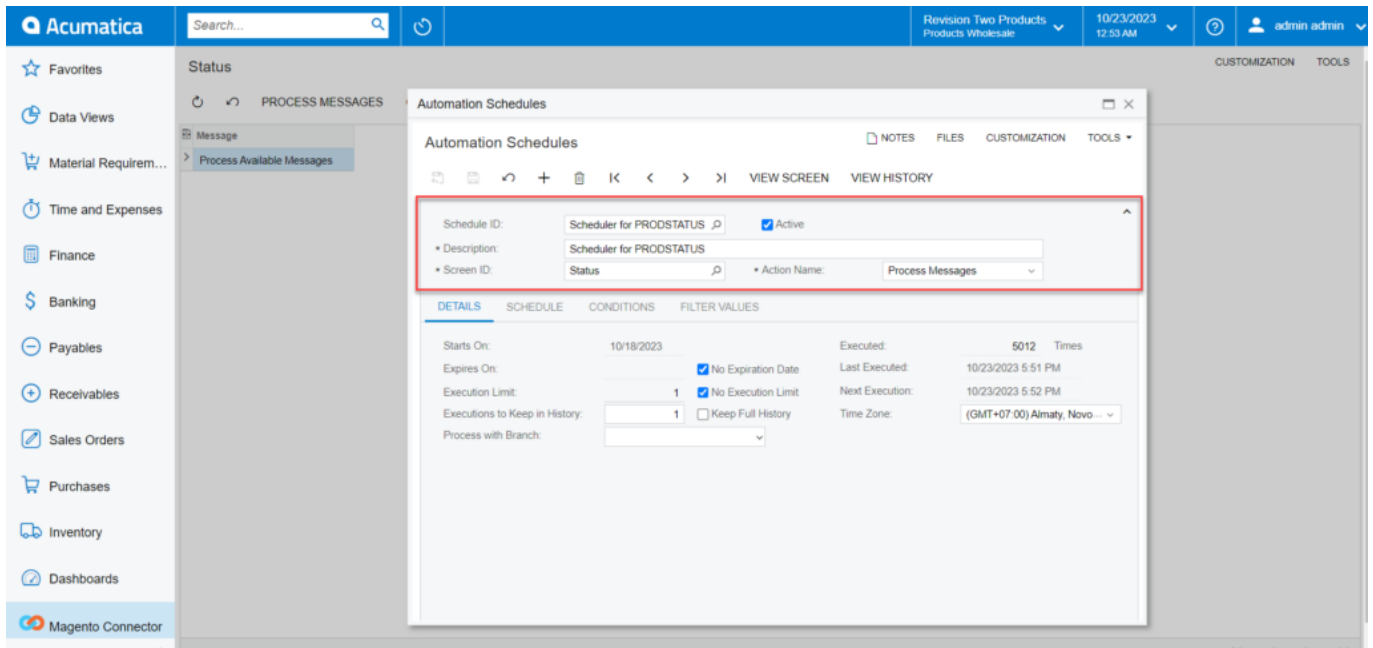 Acumatica
Search...
Revision Two Products
Products Wholesale
10/23/2023
12:53 AM
admin admin
Favorites
Data Views
Material Requirem...
Time and Expenses
Finance
Banking
Payables
Receivables
Sales Orders
Purchases
Inventory
Dashboards
Magento Connector
Status
CUSTOMIZATION TOOLS
PROCESS MESSAGES
Message
Process Available Messages
Automation Schedules
Automation Schedules
NOTES FILES CUSTOMIZATION TOOLS
VIEW SCREEN VIEW HISTORY
Schedule ID: Scheduler for PRODSTATUS Active
* Description: Scheduler for PRODSTATUS
* Screen ID: Status * Action Name: Process Messages
DETAILS SCHEDULE CONDITIONS FILTER VALUES
Starts On: 10/18/2023 Executed: 5012 Times
Expires On: No Expiration Date Last Executed: 10/23/2023 5:51 PM
Execution Limit: 1 No Execution Limit Next Execution: 10/23/2023 5:52 PM
Executions to Keep in History: 1 Keep Full History Time Zone: (GMT+07:00) Almaty, Novo...
Process with Branch: